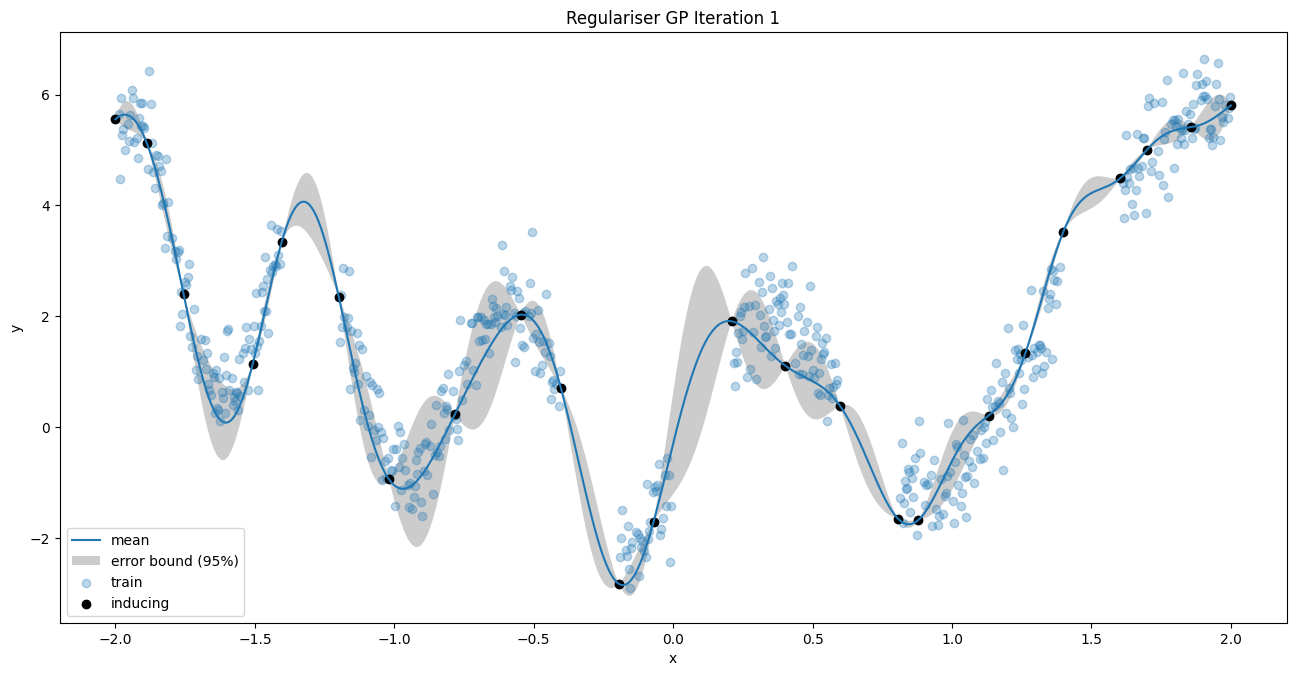 Regulariser GP Iteration 1
y
6
4
2
0
−2
mean
error bound (95%)
train
inducing
−2.0 −1.5 −1.0 −0.5 0.0 0.5 1.0 1.5 2.0
x